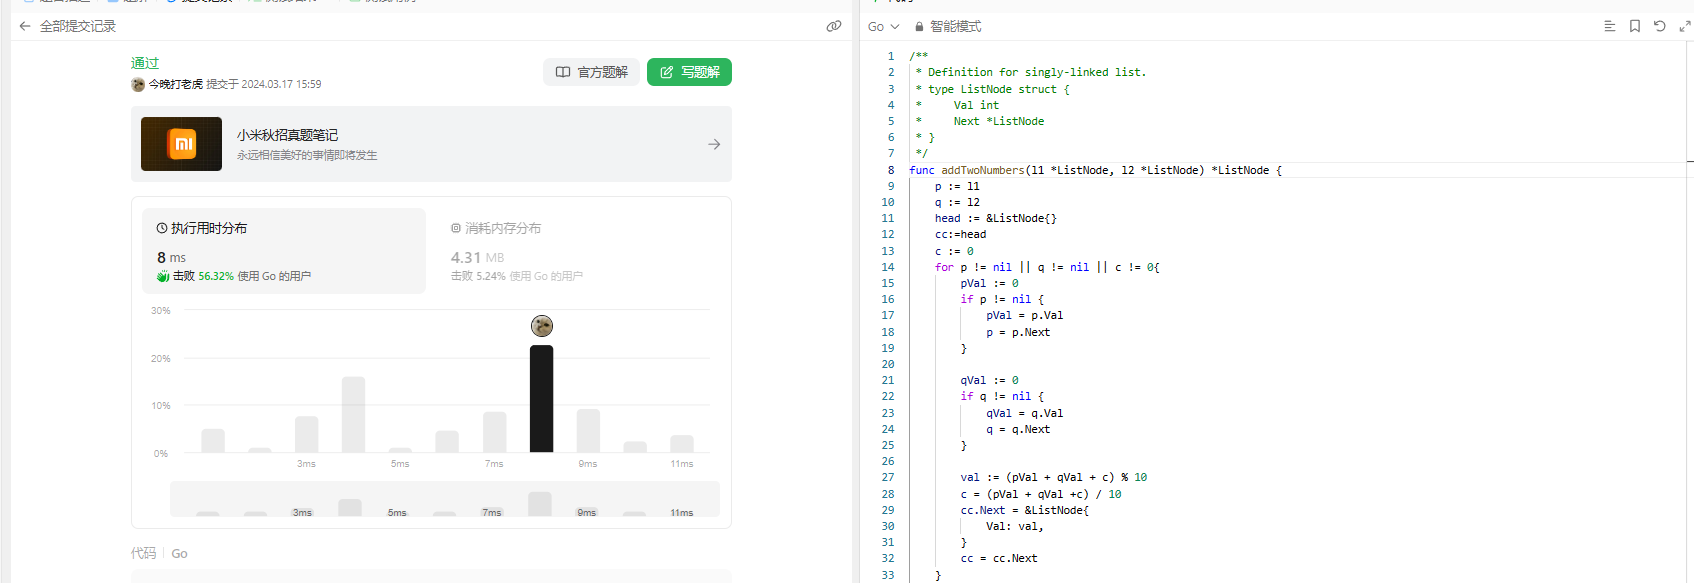 全部提交记录
通过
今晚打老虎 提交于 2024.03.17 15:59
官方题解
写题解
小米秋招真题笔记
永远相信美好的事情即将发生
执行用时分布
8 ms
击败 56.32% 使用 Go 的用户
消耗内存分布
4.31 MB
击败 5.24% 使用 Go 的用户
30%
20%
10%
0%
3ms 5ms 7ms 9ms 11ms
3ms 5ms 7ms 9ms 11ms
代码 Go
Go 智能模式
1 /**
2 * Definition for singly-linked list.
3 * type ListNode struct {
4 * Val int
5 * Next *ListNode
6 * }
7 */
8 func addTwoNumbers(l1 *ListNode, l2 *ListNode) *ListNode {
9 p := l1
10 q := l2
11 head := &ListNode{}
12 cc:=head
13 c := 0
14 for p != nil || q != nil || c != 0{
15 pVal := 0
16 if p != nil {
17 pVal = p.Val
18 p = p.Next
19 }
20
21 qVal := 0
22 if q != nil {
23 qVal = q.Val
24 q = q.Next
25 }
26
27 val := (pVal + qVal + c) % 10
28 c = (pVal + qVal +c) / 10
29 cc.Next = &ListNode{
30 Val: val,
31 }
32 cc = cc.Next
33 }